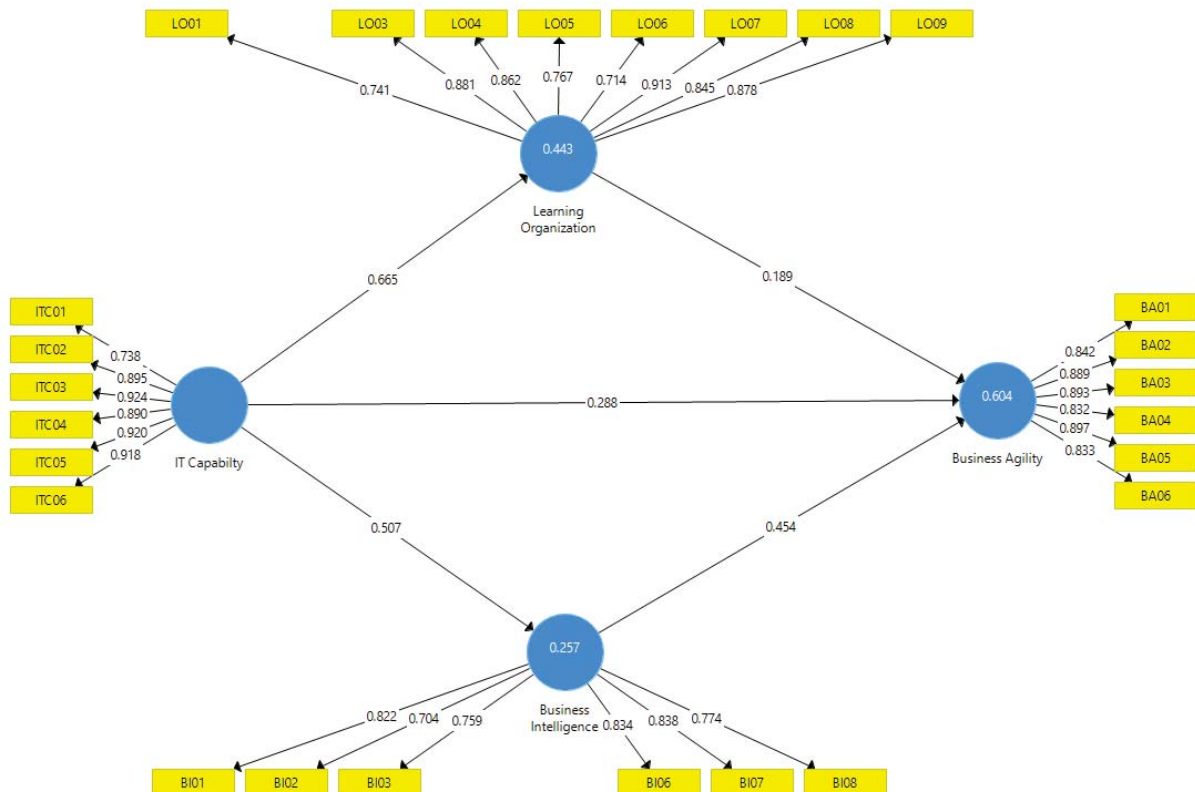 LO01
LO03
LO04
LO05
LO06
LO07
LO08
LO09
0.741
0.881
0.862
0.767
0.714
0.913
0.845
0.878
0.443
Learning
Organization
0.665
0.189
ITC01
ITC02
ITC03
ITC04
ITC05
ITC06
0.738
0.895
0.924
0.890
0.920
0.918
IT Capabilty
0.288
0.604
Business Agility
0.842
0.889
0.893
0.832
0.897
0.833
BA01
BA02
BA03
BA04
BA05
BA06
0.507
0.454
0.257
Business
Intelligence
0.822
0.704
0.759
0.834
0.838
0.774
BI01
BI02
BI03
BI06
BI07
BI08